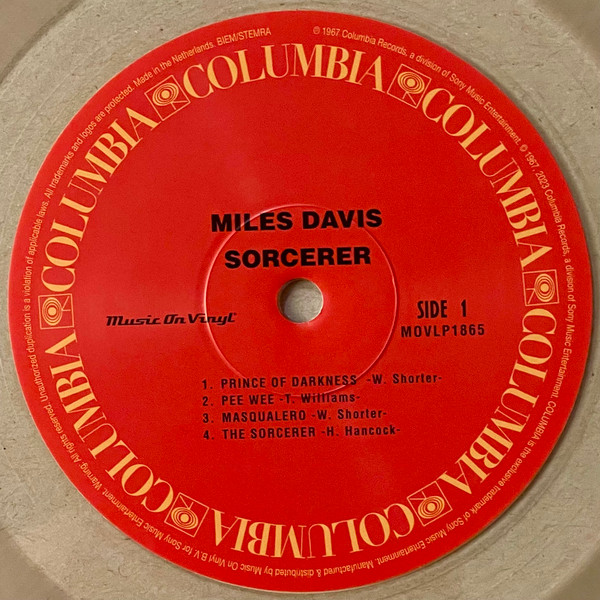 COLUMBIA COLUMBIA COLUMBIA COLUMBIA COLUMBIA COLUMBIA COLUMBIA COLUMBIA
MILES DAVIS
SORCERER
Music On Vinyl
SIDE 1
MOVLP1865
1. PRINCE OF DARKNESS -W. Shorter-
2. PEE WEE -T. Williams-
3. MASQUALERO -W. Shorter-
4. THE SORCERER -H. Hancock-
℗ 1967 Columbia Records, a division of Sony Music Entertainment. © 1967, 2023 Columbia Records, a division of Sony Music Entertainment. COLUMBIA is the exclusive trademark of Sony Music Entertainment. Manufactured & distributed by Music On Vinyl B.V. for Sony Music Entertainment. Warning: All rights reserved. Unauthorized duplication is a violation of applicable laws. All trademarks and logos are protected. Made in the Netherlands. BIEM/STEMRA